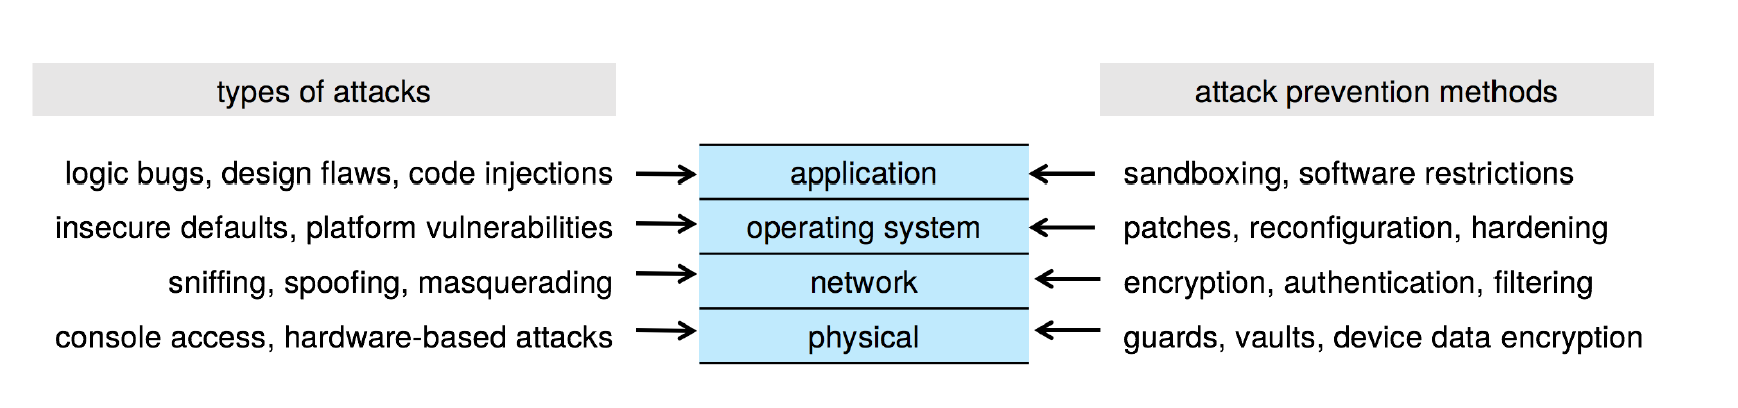 types of attacks
attack prevention methods
logic bugs, design flaws, code injections
application
sandboxing, software restrictions
insecure defaults, platform vulnerabilities
operating system
patches, reconfiguration, hardening
sniffing, spoofing, masquerading
network
encryption, authentication, filtering
console access, hardware-based attacks
physical
guards, vaults, device data encryption